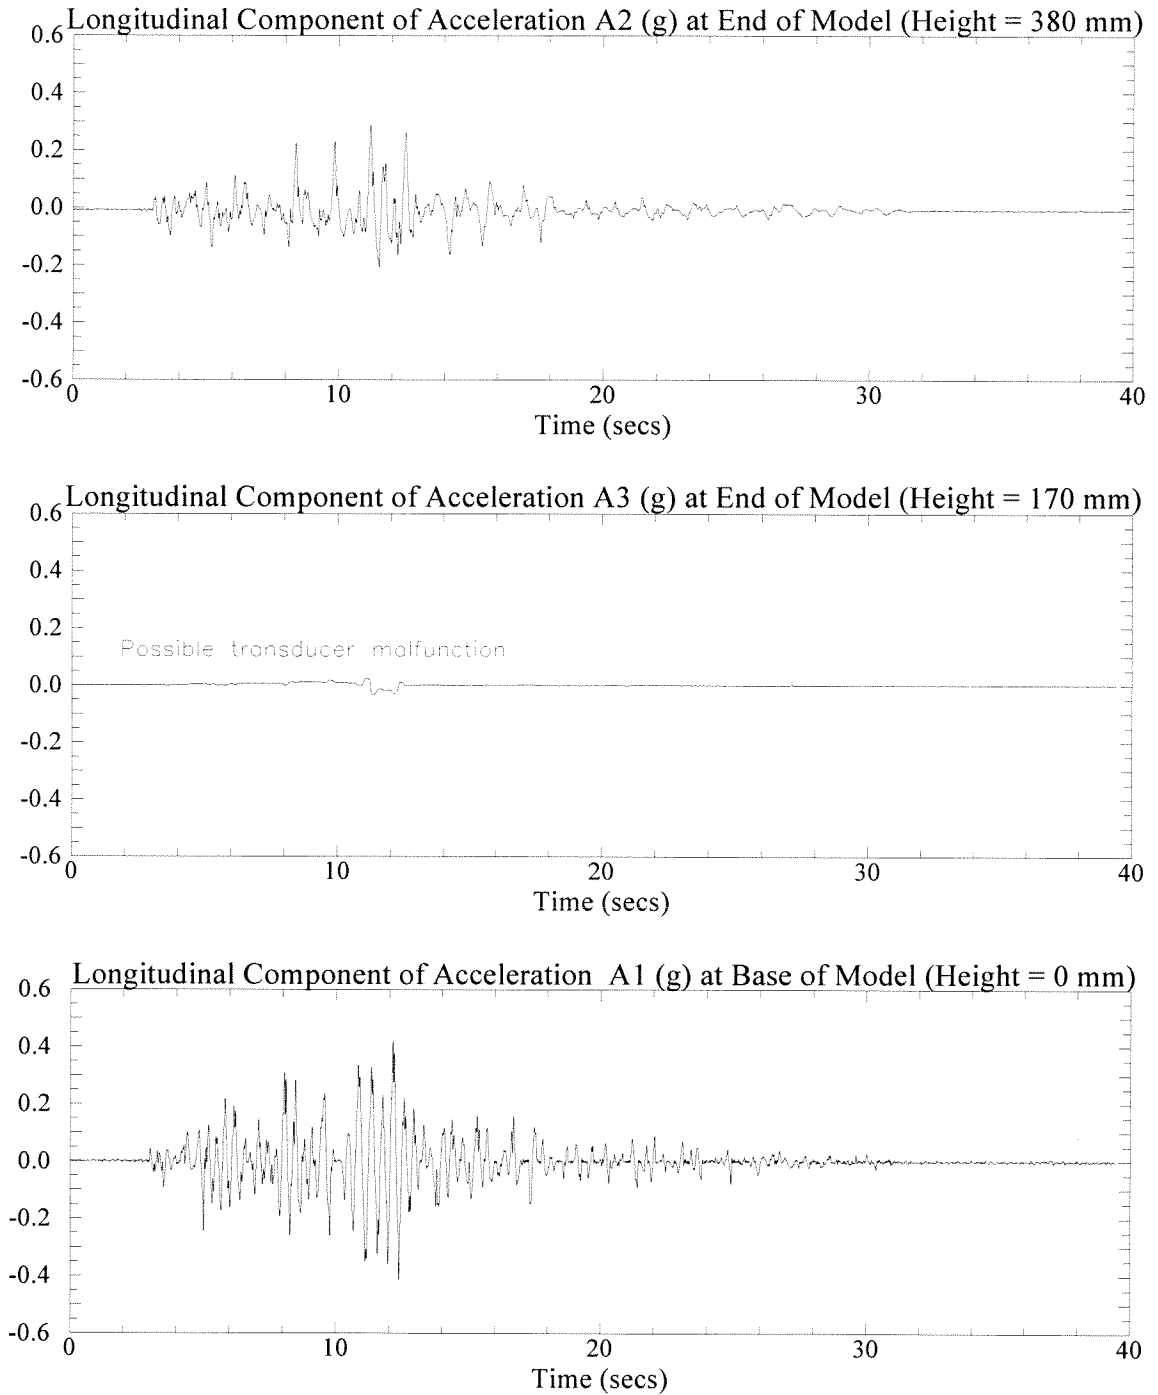 Longitudinal Component of Acceleration A2 (g) at End of Model (Height = 380 mm)
0.6
0.4
0.2
0.0
-0.2
-0.4
-0.6
0 10 20 30 40
Time (secs)
Longitudinal Component of Acceleration A3 (g) at End of Model (Height = 170 mm)
0.6
0.4
0.2
Possible transducer malfunction
0.0
-0.2
-0.4
-0.6
0 10 20 30 40
Time (secs)
Longitudinal Component of Acceleration A1 (g) at Base of Model (Height = 0 mm)
0.6
0.4
0.2
0.0
-0.2
-0.4
-0.6
0 10 20 30 40
Time (secs)